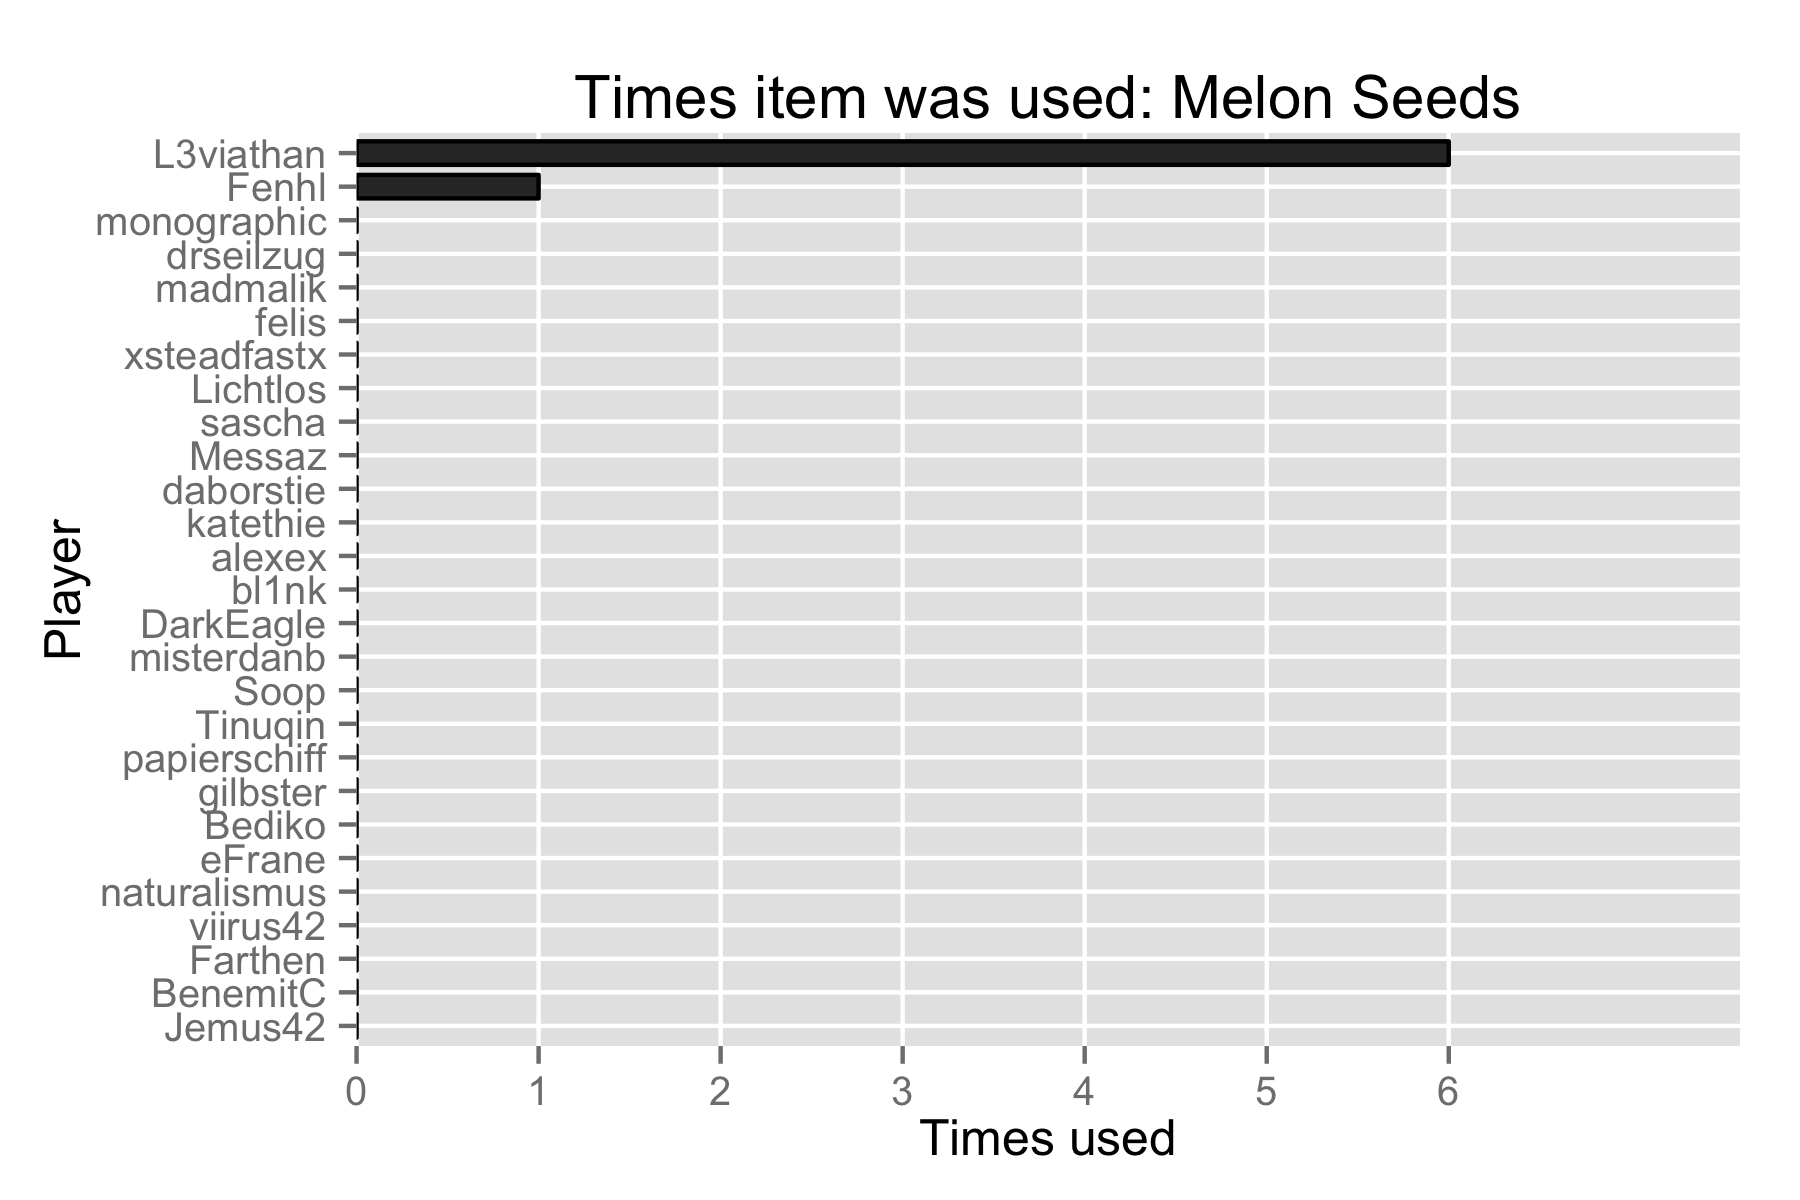 Times item was used: Melon Seeds
L3viathan
Fenhl
monographic
drseilzug
madmalik
felis
xsteadfastx
Lichtlos
sascha
Messaz
daborstie
katethie
alexex
bl1nk
DarkEagle
misterdanb
Soop
Tinuqin
papierschiff
gilbster
Bediko
eFrane
naturalismus
viirus42
Farthen
BenemitC
Jemus42
Player
0 1 2 3 4 5 6
Times used